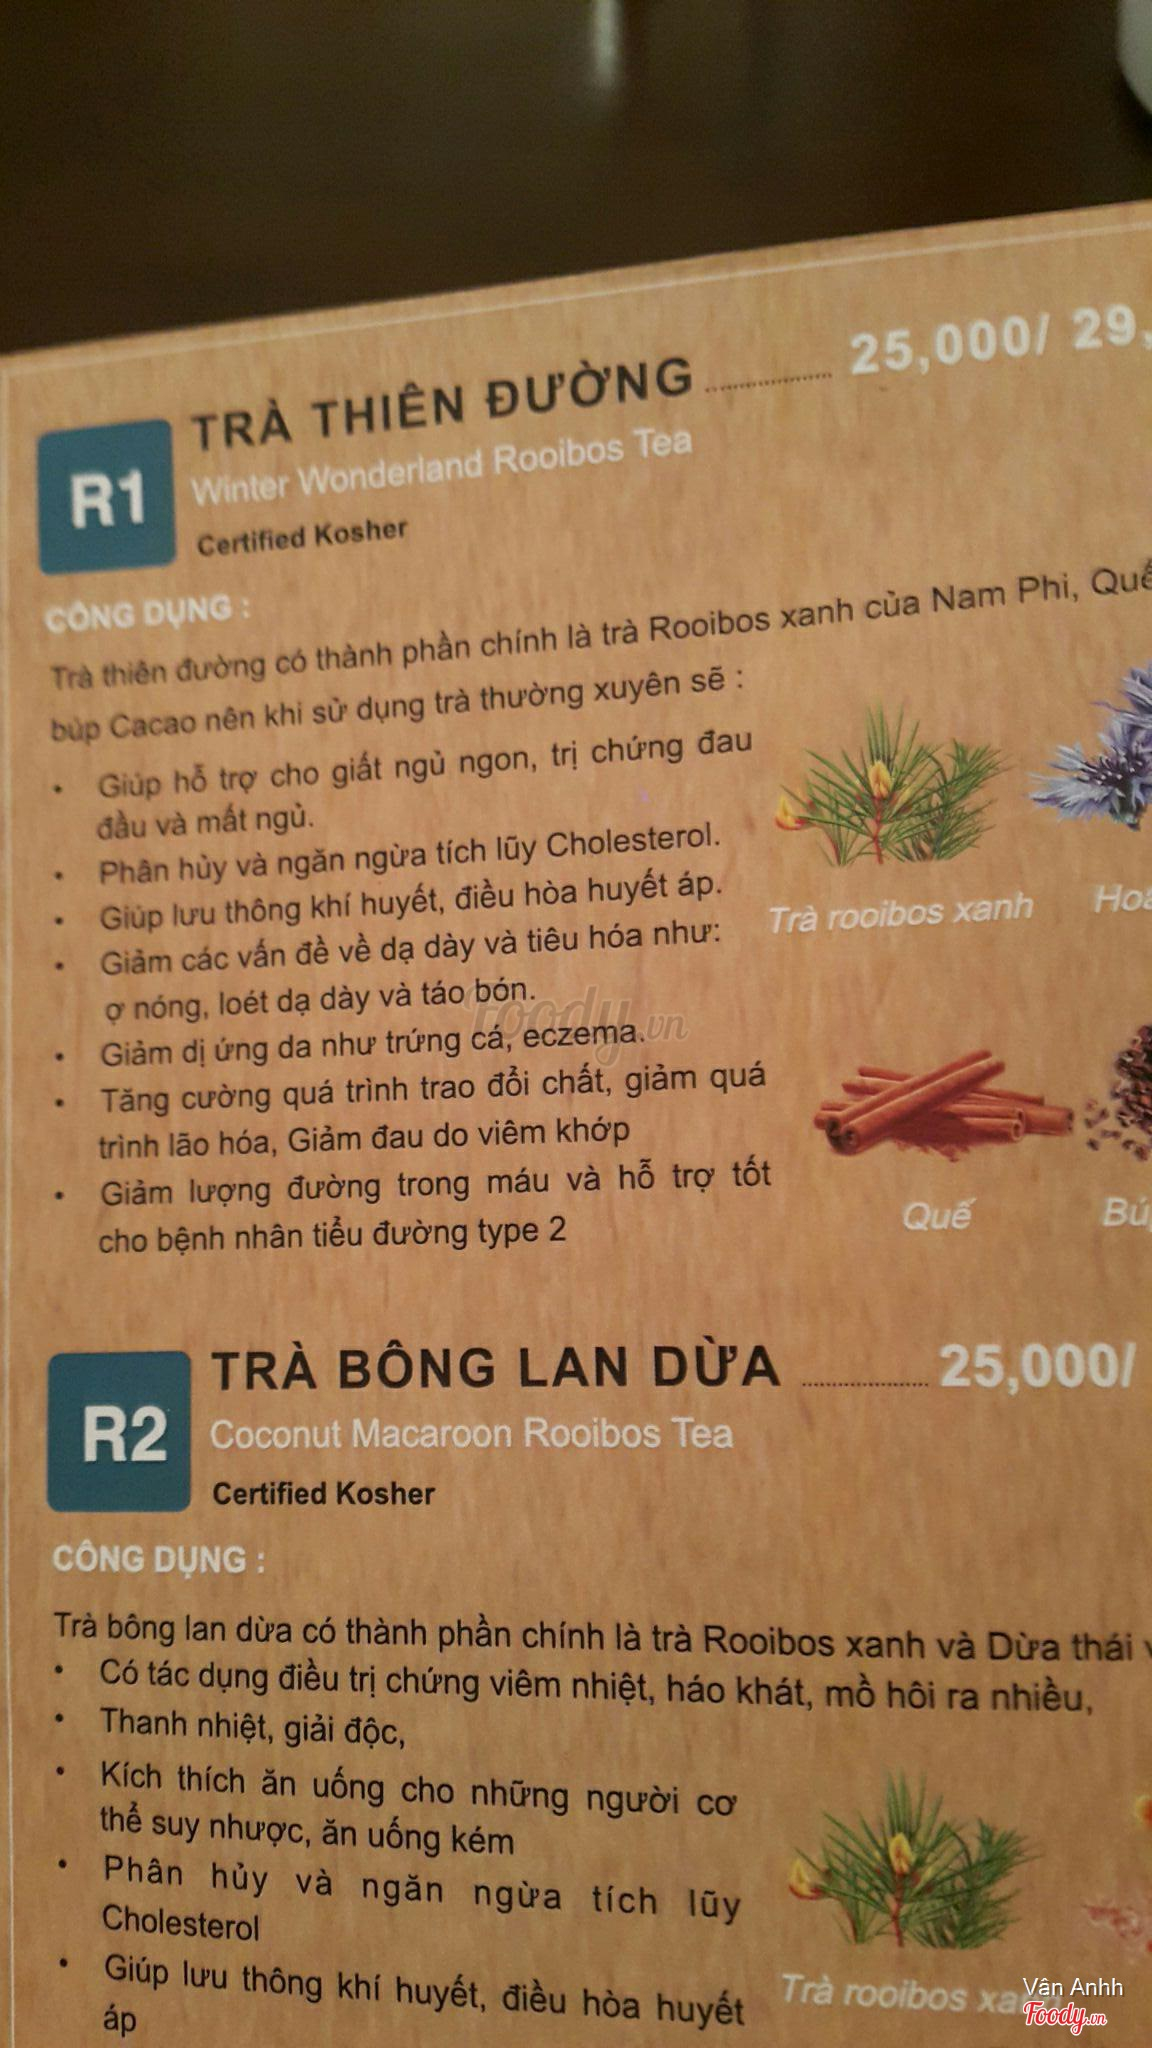 R1
TRÀ THIÊN ĐƯỜNG ........ 25,000/ 29,
Winter Wonderland Rooibos Tea
Certified Kosher
CÔNG DỤNG :
Trà thiên đường có thành phần chính là trà Rooibos xanh của Nam Phi, Quế
búp Cacao nên khi sử dụng trà thường xuyên sẽ :
• Giúp hỗ trợ cho giất ngủ ngon, trị chứng đau
đầu và mất ngủ.
• Phân hủy và ngăn ngừa tích lũy Cholesterol.
• Giúp lưu thông khí huyết, điều hòa huyết áp.
• Giảm các vấn đề về dạ dày và tiêu hóa như:
ợ nóng, loét dạ dày và táo bón.
• Giảm dị ứng da như trứng cá, eczema.
• Tăng cường quá trình trao đổi chất, giảm quá
trình lão hóa, Giảm đau do viêm khớp
• Giảm lượng đường trong máu và hỗ trợ tốt
cho bệnh nhân tiểu đường type 2
Trà rooibos xanh
Quế
Foody.vn
R2
TRÀ BÔNG LAN DỪA ........ 25,000/
Coconut Macaroon Rooibos Tea
Certified Kosher
CÔNG DỤNG :
Trà bông lan dừa có thành phần chính là trà Rooibos xanh và Dừa thái
• Có tác dụng điều trị chứng viêm nhiệt, háo khát, mồ hôi ra nhiều,
• Thanh nhiệt, giải độc,
• Kích thích ăn uống cho những người cơ
thể suy nhược, ăn uống kém
• Phân hủy và ngăn ngừa tích lũy
Cholesterol
• Giúp lưu thông khí huyết, điều hòa huyết
áp
Trà rooibos xanh
Vân Anhh
Foody.vn